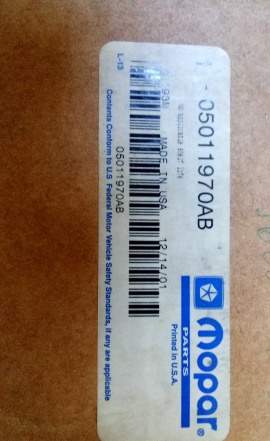 05011970AB
93N MADE IN USA 12/14/01
05011970AB
L-13
Contents Conform to U.S. Federal Motor Vehicle Safety Standards, if any are applicable
Mopar®
PARTS
Printed in U.S.A.